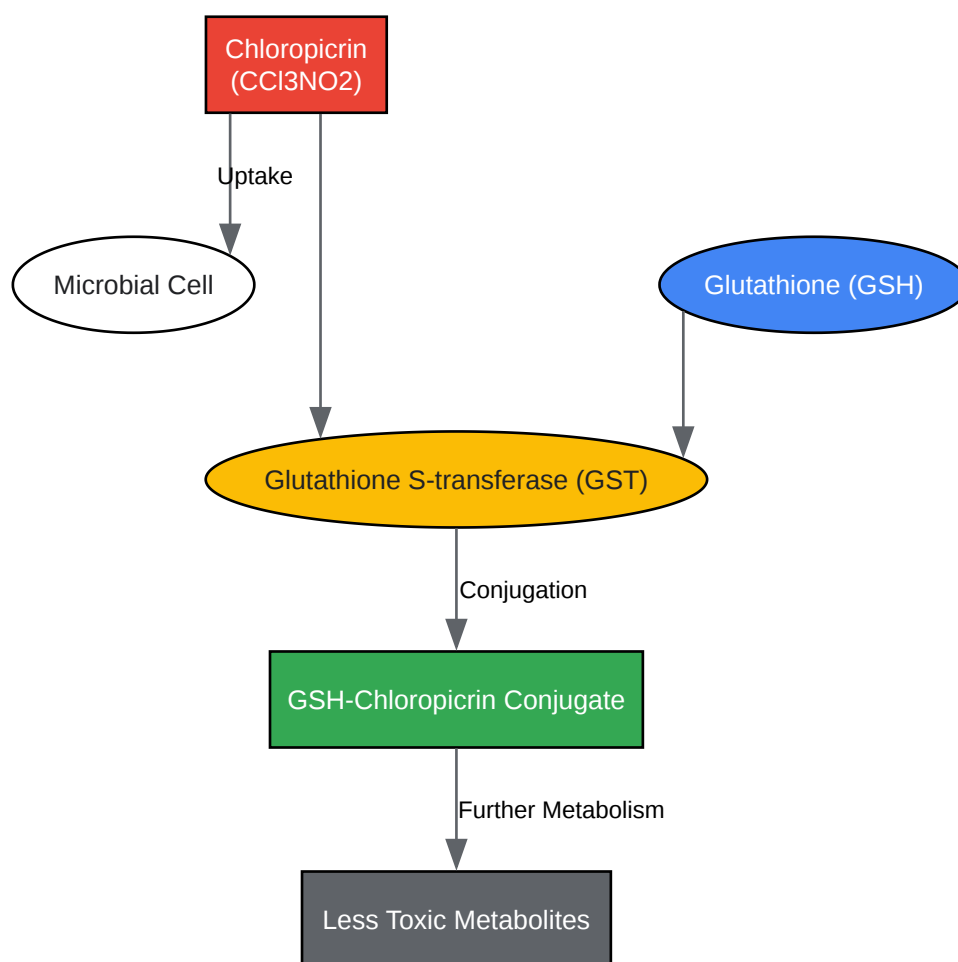 Chloropicrin
(CCl3NO2)
Uptake
Microbial Cell
Glutathione (GSH)
Glutathione S-transferase (GST)
Conjugation
GSH-Chloropicrin Conjugate
Further Metabolism
Less Toxic Metabolites